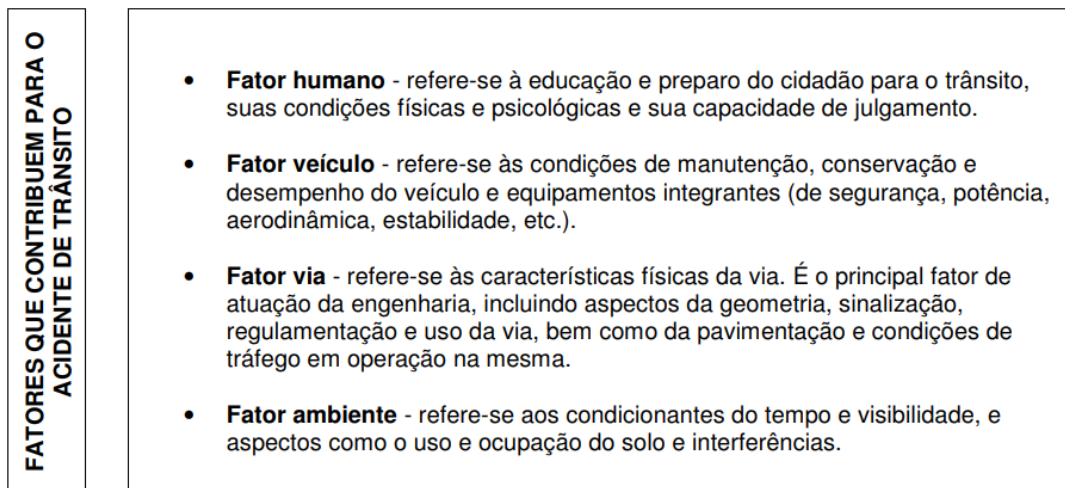 FATORES QUE CONTRIBUEM PARA O
ACIDENTE DE TRÂNSITO
• Fator humano - refere-se à educação e preparo do cidadão para o trânsito,
suas condições físicas e psicológicas e sua capacidade de julgamento.
• Fator veículo - refere-se às condições de manutenção, conservação e
desempenho do veículo e equipamentos integrantes (de segurança, potência,
aerodinâmica, estabilidade, etc.).
• Fator via - refere-se às características físicas da via. É o principal fator de
atuação da engenharia, incluindo aspectos da geometria, sinalização,
regulamentação e uso da via, bem como da pavimentação e condições de
tráfego em operação na mesma.
• Fator ambiente - refere-se aos condicionantes do tempo e visibilidade, e
aspectos como o uso e ocupação do solo e interferências.